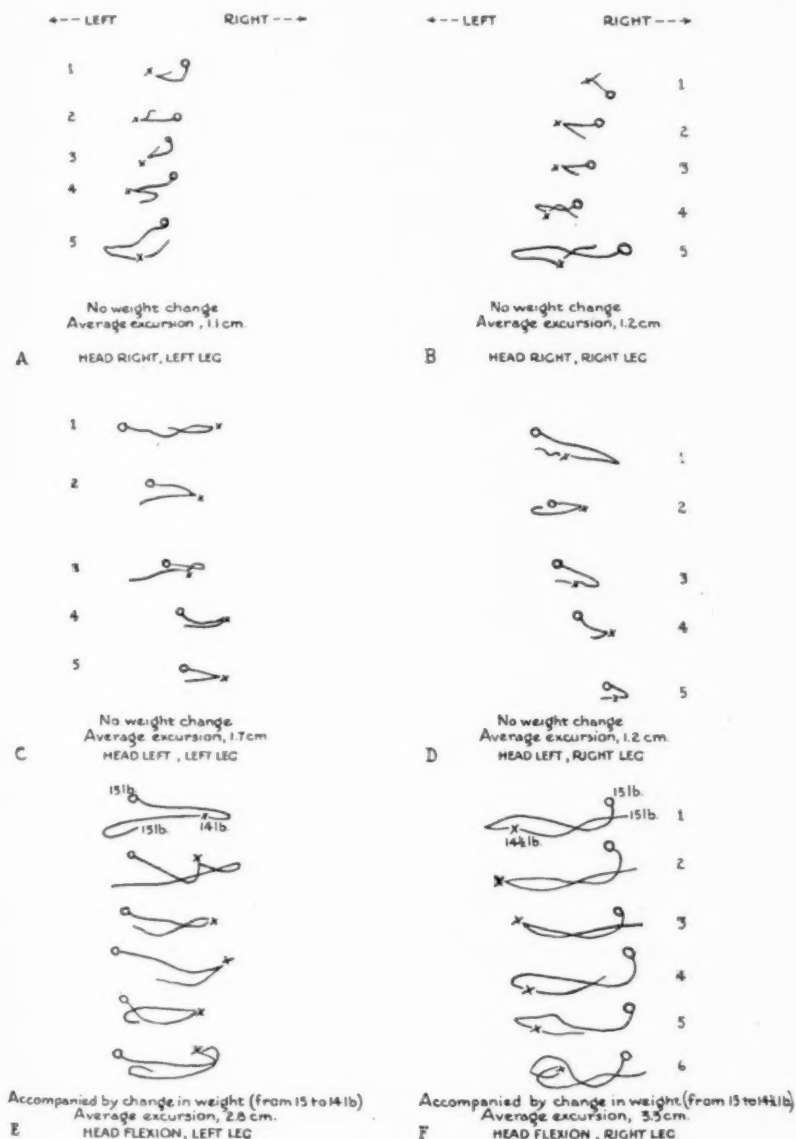 <-- LEFT RIGHT -->
<-- LEFT RIGHT -->
1
2
3
4
5
No weight change
Average excursion, 1.1 cm.
A HEAD RIGHT, LEFT LEG
1
2
3
4
5
No weight change
Average excursion, 1.2 cm.
B HEAD RIGHT, RIGHT LEG
1
2
3
4
5
No weight change
Average excursion, 1.7 cm.
C HEAD LEFT, LEFT LEG
1
2
3
4
5
No weight change
Average excursion, 1.2 cm.
D HEAD LEFT, RIGHT LEG
15 lb.
15 lb. 14 lb.
Accompanied by change in weight (from 15 to 14 lb)
Average excursion, 2.8 cm.
E HEAD FLEXION, LEFT LEG
15 lb.
15 lb.
1
14½ lb.
2
3
4
5
6
Accompanied by change in weight (from 15 to 14½ lb)
Average excursion, 3.3 cm.
F HEAD FLEXION, RIGHT LEG